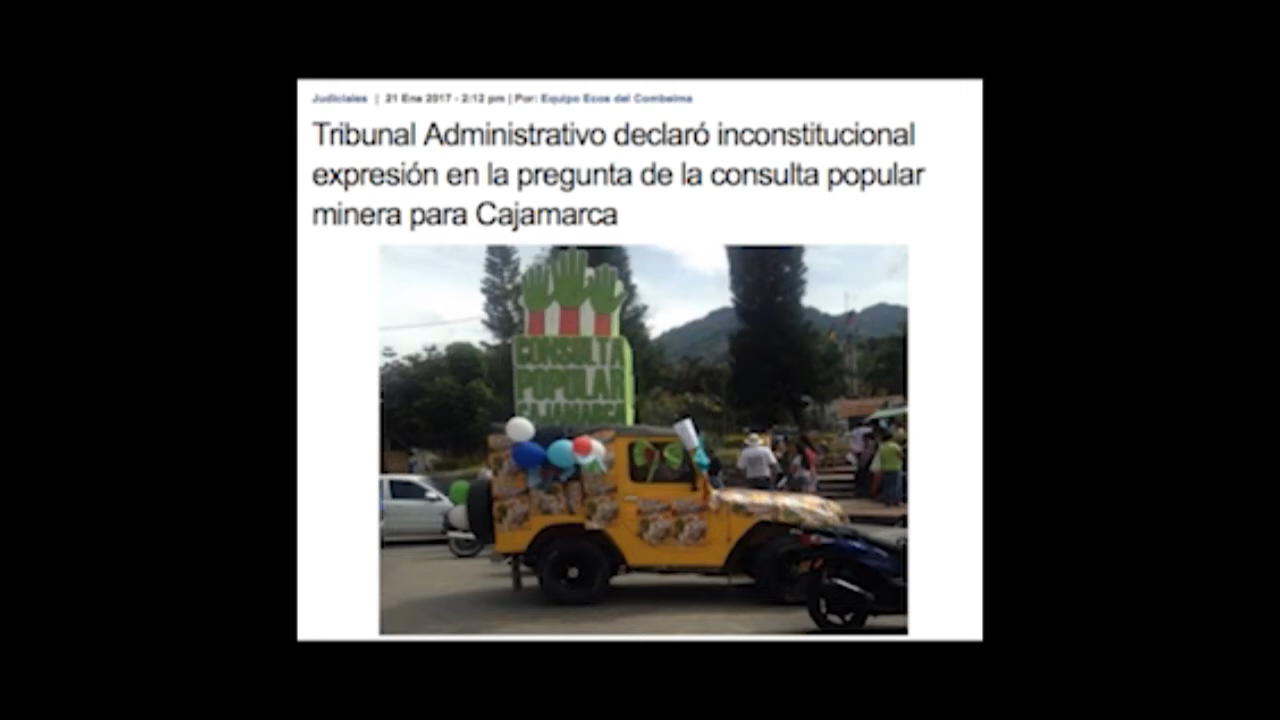 Judiciales | 21 Ene 2017 - 2:12 pm | Por: Equipo Ecos del Combeima
Tribunal Administrativo declaró inconstitucional
expresión en la pregunta de la consulta popular
minera para Cajamarca
CONSULTA
POPULAR
CAJAMARCA